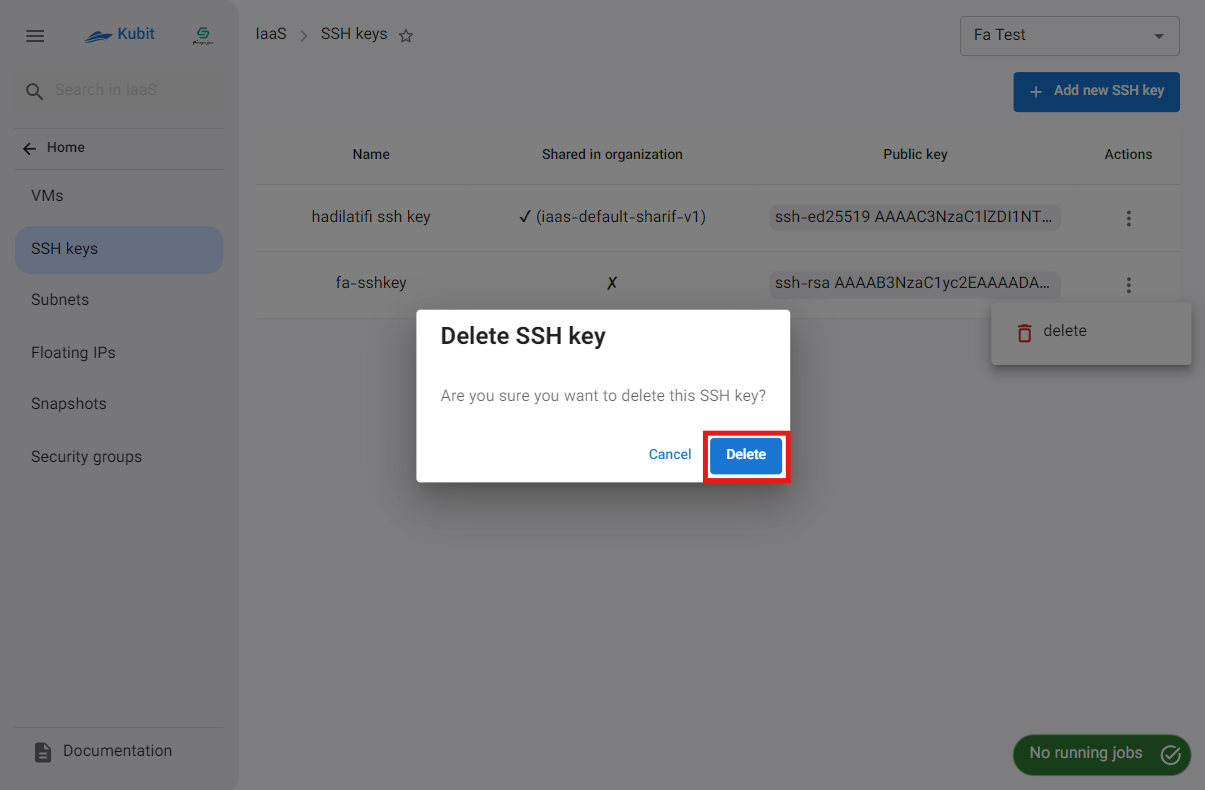 Kubit
IaaS
SSH keys
Fa Test
Search in IaaS
Add new SSH key
Home
VMs
SSH keys
Subnets
Floating IPs
Snapshots
Security groups
Name Shared in organization Public key Actions
hadilatifi ssh key ✓ (iaas-default-sharif-v1) ssh-ed25519 AAAAC3NzaC1lZDI1NT...
fa-sshkey ✗ ssh-rsa AAAAB3NzaC1yc2EAAAADA...
delete
Delete SSH key
Are you sure you want to delete this SSH key?
Cancel Delete
Documentation
No running jobs